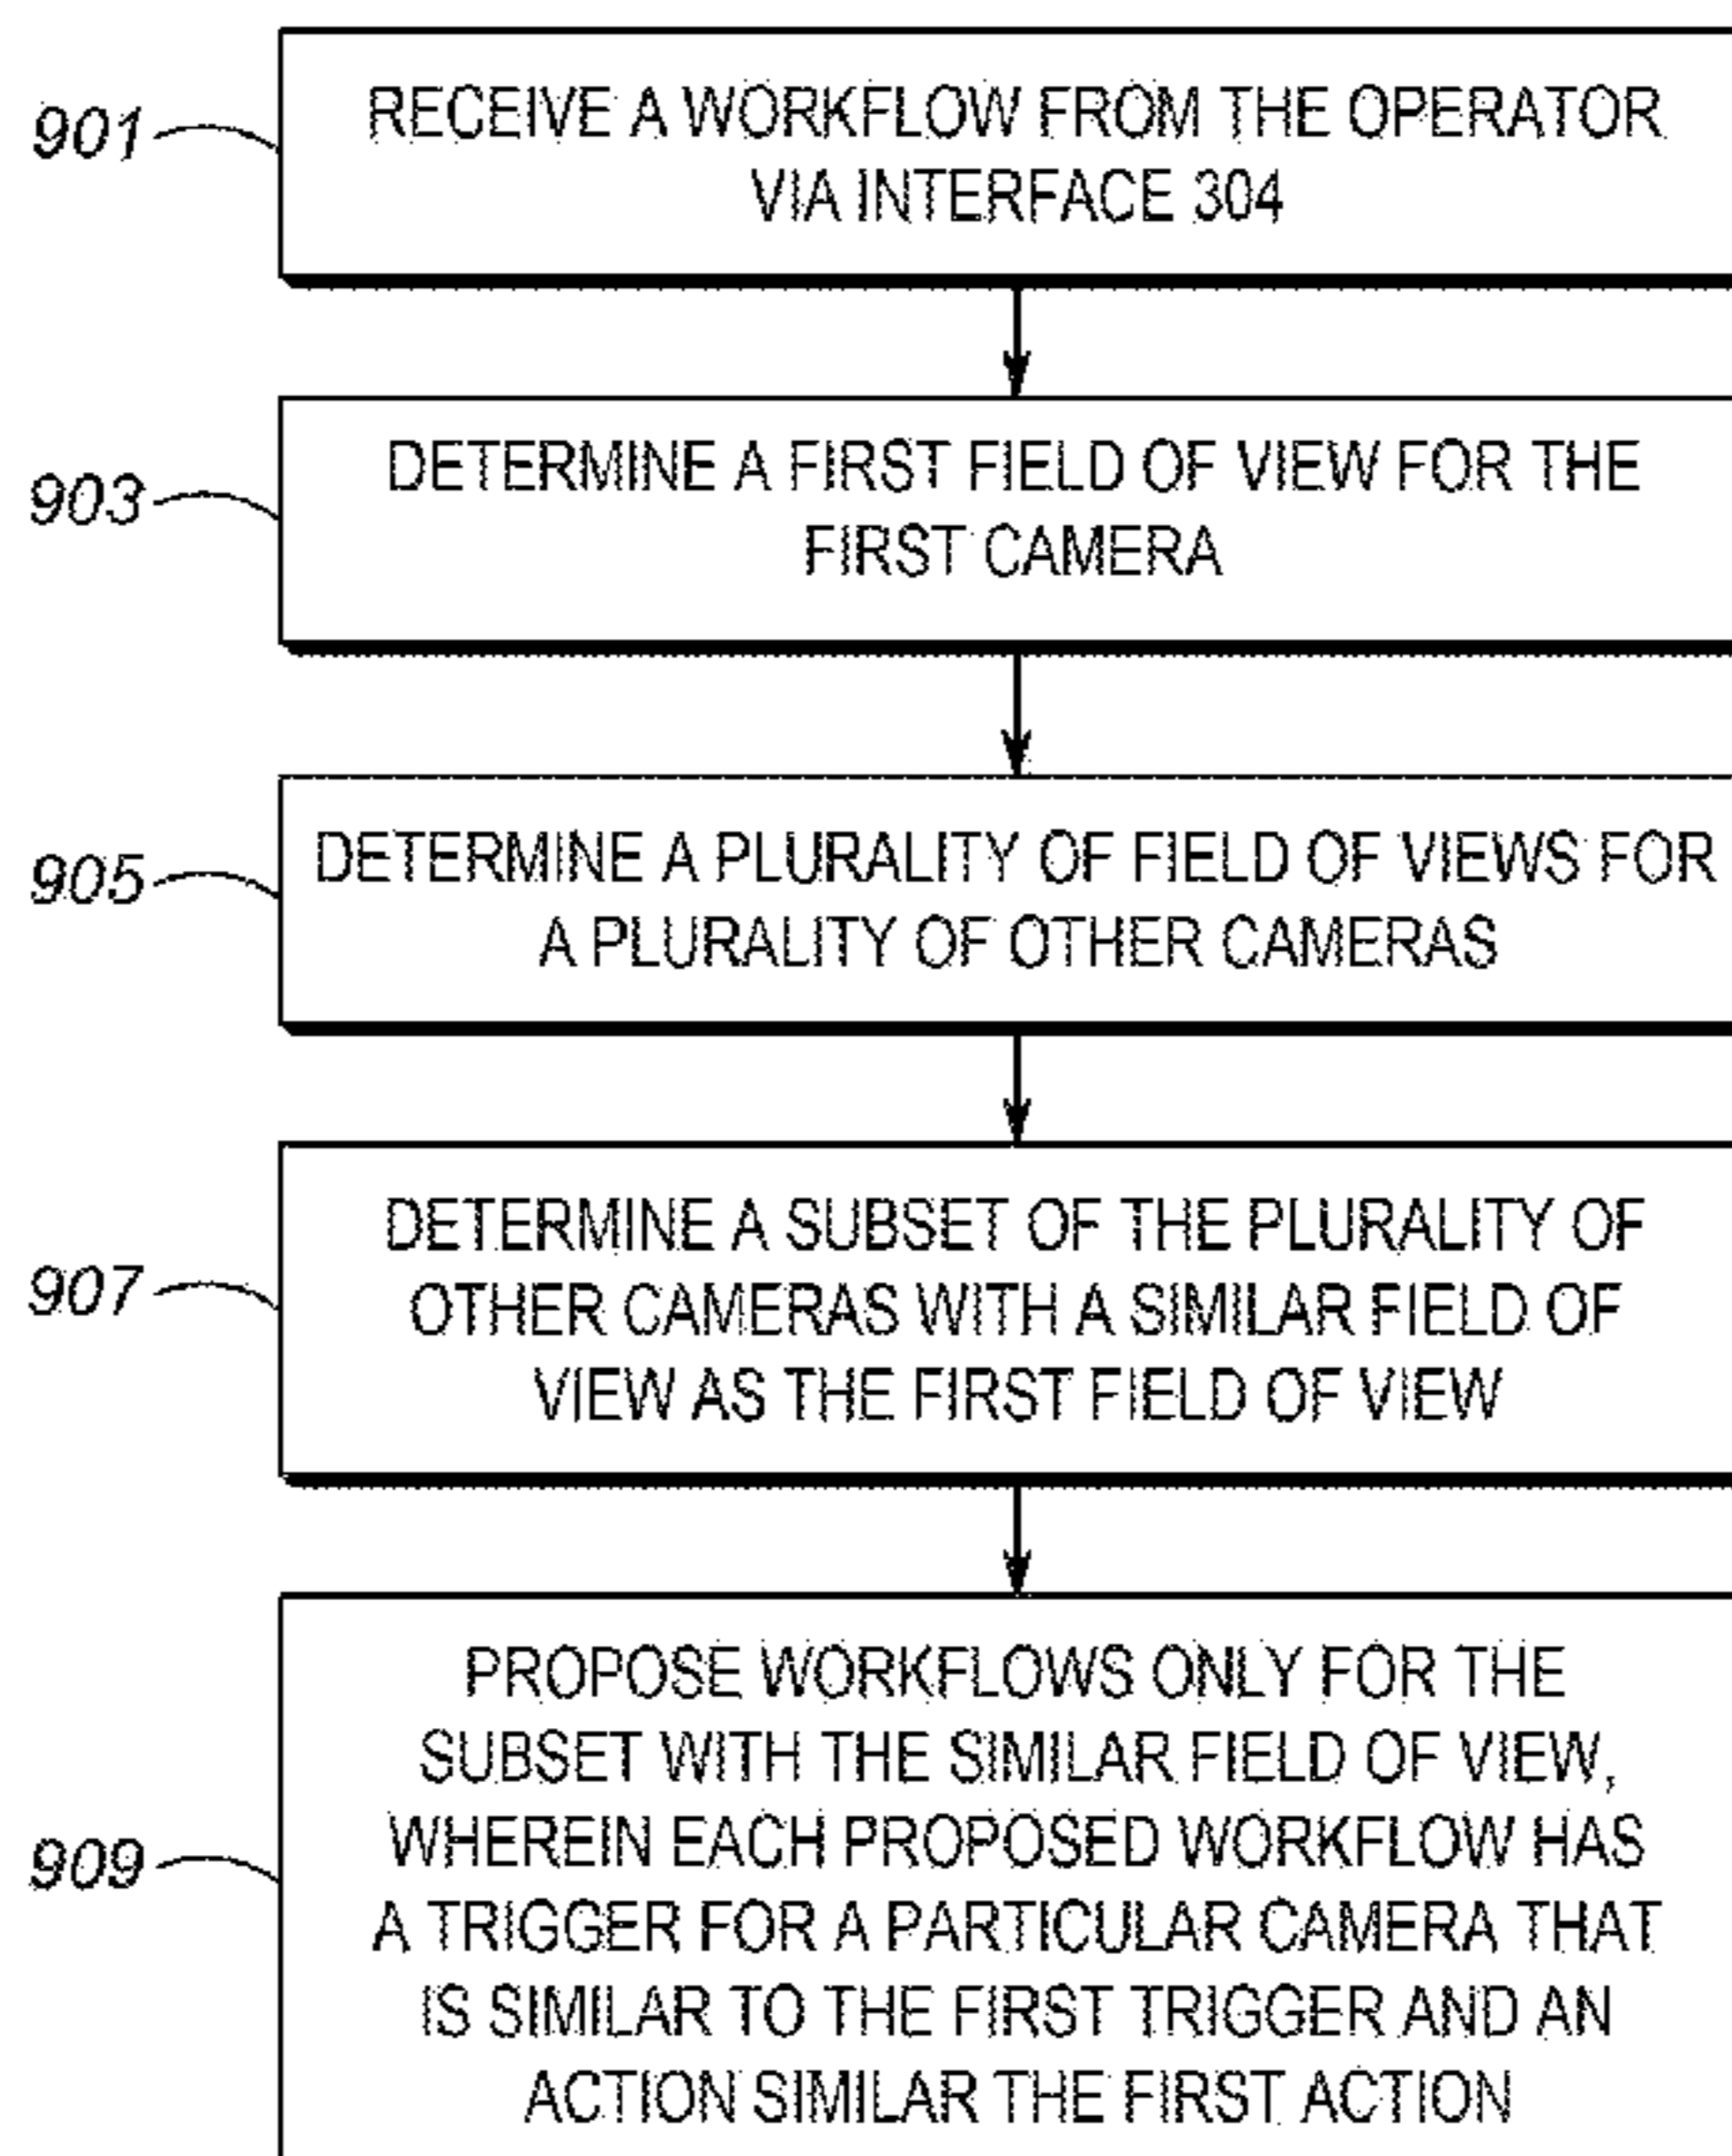 901
RECEIVE A WORKFLOW FROM THE OPERATOR
VIA INTERFACE 304
903
DETERMINE A FIRST FIELD OF VIEW FOR THE
FIRST CAMERA
905
DETERMINE A PLURALITY OF FIELD OF VIEWS FOR
A PLURALITY OF OTHER CAMERAS
907
DETERMINE A SUBSET OF THE PLURALITY OF
OTHER CAMERAS WITH A SIMILAR FIELD OF
VIEW AS THE FIRST FIELD OF VIEW
909
PROPOSE WORKFLOWS ONLY FOR THE
SUBSET WITH THE SIMILAR FIELD OF VIEW,
WHEREIN EACH PROPOSED WORKFLOW HAS
A TRIGGER FOR A PARTICULAR CAMERA THAT
IS SIMILAR TO THE FIRST TRIGGER AND AN
ACTION SIMILAR THE FIRST ACTION